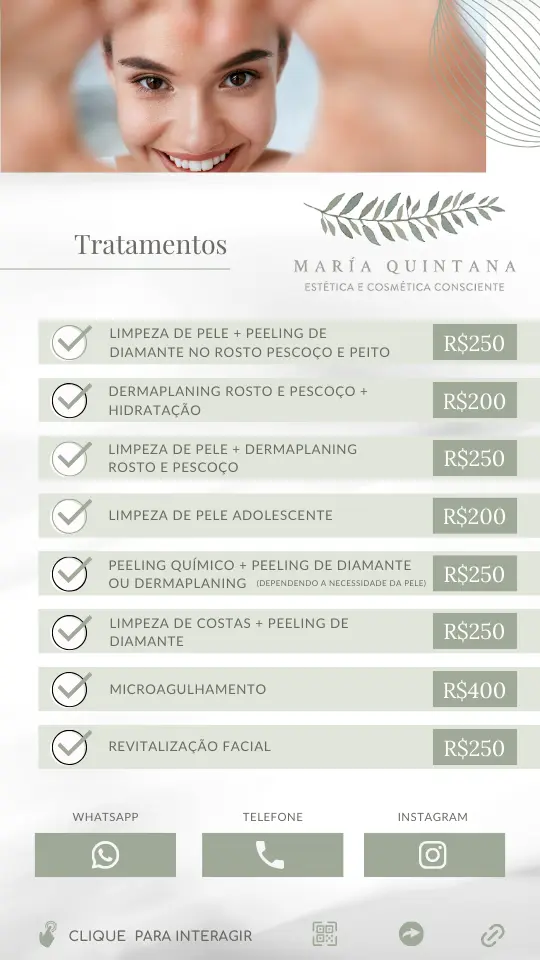 Tratamentos
MARÍA QUINTANA
ESTÉTICA E COSMÉTICA CONSCIENTE
LIMPEZA DE PELE + PEELING DE
DIAMANTE NO ROSTO PESCOÇO E PEITO
R$250
DERMAPLANING ROSTO E PESCOÇO +
HIDRATAÇÃO
R$200
LIMPEZA DE PELE + DERMAPLANING
ROSTO E PESCOÇO
R$250
LIMPEZA DE PELE ADOLESCENTE
R$200
PEELING QUÍMICO + PEELING DE DIAMANTE
OU DERMAPLANING (DEPENDENDO A NECESSIDADE DA PELE)
R$250
LIMPEZA DE COSTAS + PEELING DE
DIAMANTE
R$250
MICROAGULHAMENTO
R$400
REVITALIZAÇÃO FACIAL
R$250
WHATSAPP
TELEFONE
INSTAGRAM
CLIQUE PARA INTERAGIR